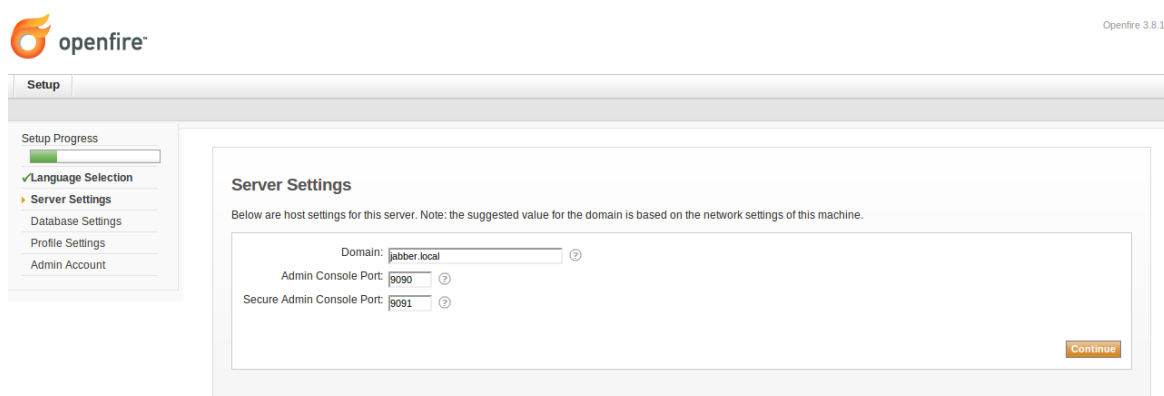 openfire™
Openfire 3.8.1
Setup
Setup Progress
Language Selection
Server Settings
Database Settings
Profile Settings
Admin Account
Server Settings
Below are host settings for this server. Note: the suggested value for the domain is based on the network settings of this machine.
Domain: jabber.local ?
Admin Console Port: 9090 ?
Secure Admin Console Port: 9091 ?
Continue